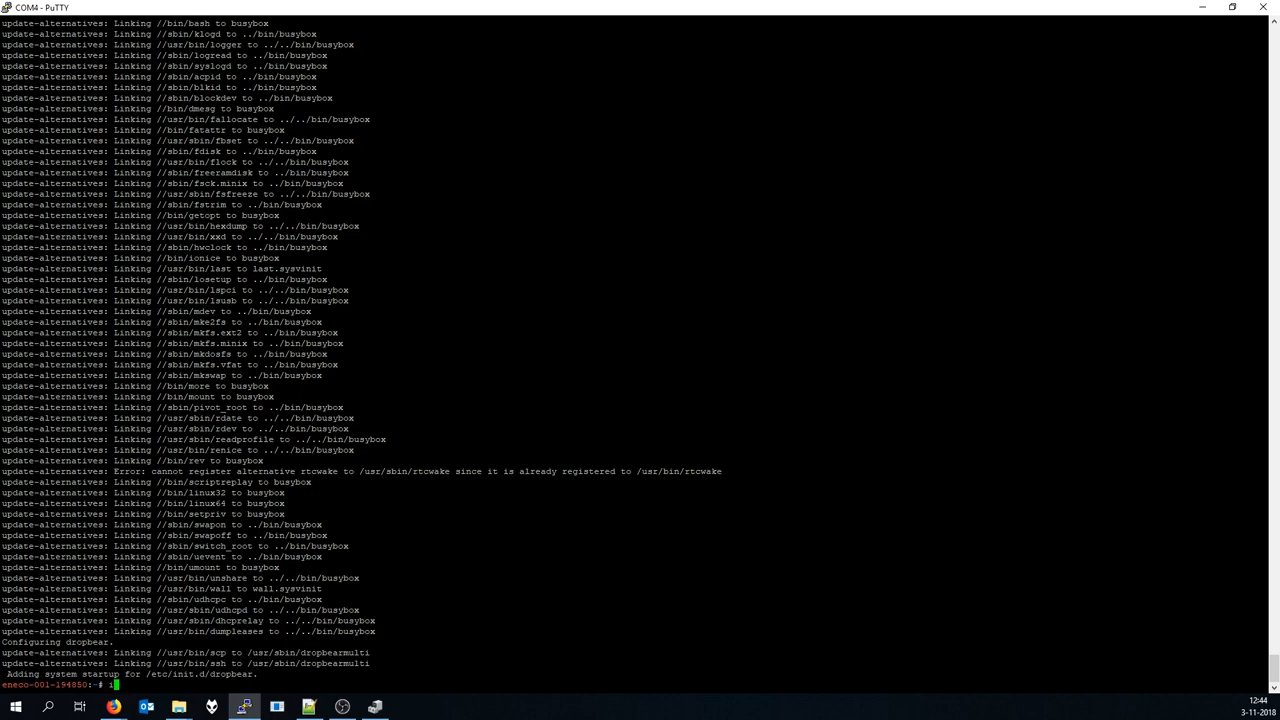 COM4 - PuTTY
update-alternatives: Linking //bin/bash to busybox
update-alternatives: Linking //sbin/klogd to ../bin/busybox
update-alternatives: Linking //usr/bin/logger to ../../bin/busybox
update-alternatives: Linking //sbin/logread to ../bin/busybox
update-alternatives: Linking //sbin/syslogd to ../bin/busybox
update-alternatives: Linking //sbin/acpid to ../bin/busybox
update-alternatives: Linking //sbin/blkid to ../bin/busybox
update-alternatives: Linking //sbin/blockdev to ../bin/busybox
update-alternatives: Linking //bin/dmesg to busybox
update-alternatives: Linking //usr/bin/fallocate to ../../bin/busybox
update-alternatives: Linking //bin/fatattr to busybox
update-alternatives: Linking //usr/sbin/fbset to ../../bin/busybox
update-alternatives: Linking //sbin/fdisk to ../bin/busybox
update-alternatives: Linking //usr/bin/flock to ../../bin/busybox
update-alternatives: Linking //sbin/freeramdisk to ../bin/busybox
update-alternatives: Linking //sbin/fsck.minix to ../bin/busybox
update-alternatives: Linking //usr/sbin/fsfreeze to ../../bin/busybox
update-alternatives: Linking //sbin/fstrim to ../bin/busybox
update-alternatives: Linking //bin/getopt to busybox
update-alternatives: Linking //usr/bin/hexdump to ../../bin/busybox
update-alternatives: Linking //usr/bin/xxd to ../../bin/busybox
update-alternatives: Linking //sbin/hwclock to ../bin/busybox
update-alternatives: Linking //bin/ionice to busybox
update-alternatives: Linking //usr/bin/last to last.sysvinit
update-alternatives: Linking //sbin/losetup to ../bin/busybox
update-alternatives: Linking //usr/bin/lspci to ../../bin/busybox
update-alternatives: Linking //usr/bin/lsusb to ../../bin/busybox
update-alternatives: Linking //sbin/mdev to ../bin/busybox
update-alternatives: Linking //sbin/mke2fs to ../bin/busybox
update-alternatives: Linking //sbin/mkfs.ext2 to ../bin/busybox
update-alternatives: Linking //sbin/mkfs.minix to ../bin/busybox
update-alternatives: Linking //sbin/mkdosfs to ../bin/busybox
update-alternatives: Linking //sbin/mkfs.vfat to ../bin/busybox
update-alternatives: Linking //sbin/mkswap to ../bin/busybox
update-alternatives: Linking //bin/more to busybox
update-alternatives: Linking //bin/mount to busybox
update-alternatives: Linking //sbin/pivot_root to ../bin/busybox
update-alternatives: Linking //usr/sbin/rdate to ../../bin/busybox
update-alternatives: Linking //usr/sbin/rdev to ../../bin/busybox
update-alternatives: Linking //usr/sbin/readprofile to ../../bin/busybox
update-alternatives: Linking //usr/bin/renice to ../../bin/busybox
update-alternatives: Linking //bin/rev to busybox
update-alternatives: Error: cannot register alternative rtcwake to /usr/sbin/rtcwake since it is already registered to /usr/bin/rtcwake
update-alternatives: Linking //bin/scriptreplay to busybox
update-alternatives: Linking //bin/linux32 to busybox
update-alternatives: Linking //bin/linux64 to busybox
update-alternatives: Linking //bin/setpriv to busybox
update-alternatives: Linking //sbin/swapon to ../bin/busybox
update-alternatives: Linking //sbin/swapoff to ../bin/busybox
update-alternatives: Linking //sbin/switch_root to ../bin/busybox
update-alternatives: Linking //sbin/uevent to ../bin/busybox
update-alternatives: Linking //bin/umount to busybox
update-alternatives: Linking //usr/bin/unshare to ../../bin/busybox
update-alternatives: Linking //usr/bin/wall to wall.sysvinit
update-alternatives: Linking //sbin/udhcpc to ../bin/busybox
update-alternatives: Linking //usr/sbin/udhcpd to ../../bin/busybox
update-alternatives: Linking //usr/sbin/dhcprelay to ../../bin/busybox
update-alternatives: Linking //usr/bin/dumpleases to ../../bin/busybox
Configuring dropbear.
update-alternatives: Linking //usr/bin/scp to /usr/sbin/dropbearmulti
update-alternatives: Linking //usr/bin/ssh to /usr/sbin/dropbearmulti
 Adding system startup for /etc/init.d/dropbear.
eneco-001-194850:~# i
12:44
3-11-2018